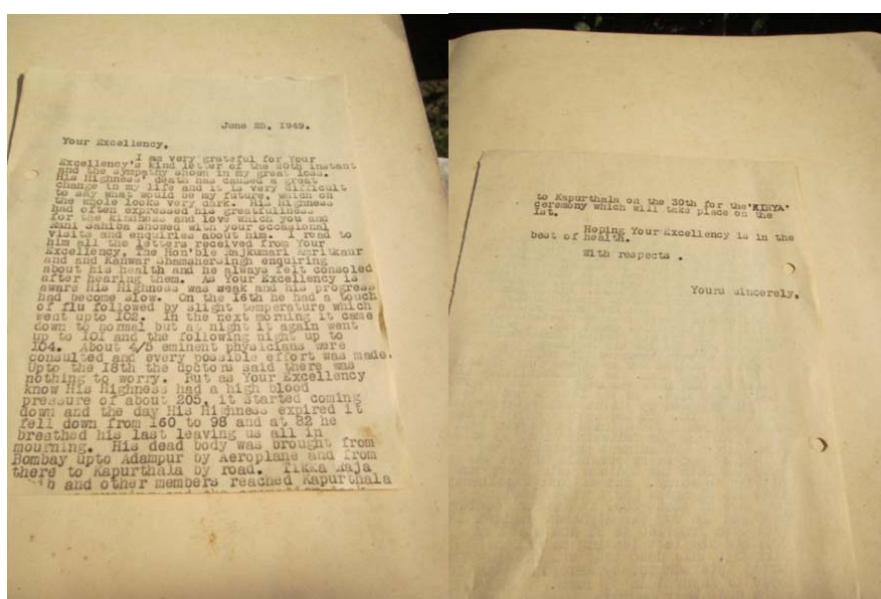 June 25, 1949.
Your Excellency,
I am very grateful for Your
Excellency's kind letter of the 20th instant
and the sympathy shown in my great loss.
His Highness' death has caused a great
change in my life and it is very difficult
to say what would be my future, which on
the whole looks very dark. His Highness
had often expressed his greatfullness
for the kindness and love which you and
Rani Sahiba showed with your occasional
visits and enquiries about him. I read to
him all the letters received from Your
Excellency, The Hon'ble Rajkumari Amritkaur
and and Kanwar Shamshersingh enquiring
about his health and he always felt consoled
after hearing them. As Your Excellency is
aware His Highness was weak and his progress
had become slow. On the 16th he had a touch
of flu followed by slight temperature which
went upto 102. In the next morning it came
down to normal but at night it again went
up to 101 and the following night up to
104. About 4/5 eminent physicians were
consulted and every possible effort was made.
Upto the 18th the doctors said there was
nothing to worry. But as Your Excellency
know His Highness had a high blood
pressure of about 205, it started coming
down and the day His Highness expired it
fell down from 160 to 98 and at 82 he
breathed his last leaving us all in
mourning. His dead body was brought from
Bombay upto Adampur by Aeroplane and from
there to Kapurthala by road. Tikka Raja
b and other members reached Kapurthala
to Kapurthala on the 30th for the 'KIRYA'
ceremony which will take place on the
1st.
Hoping Your Excellency is in the
best of health.
With respects .
Youru sincerely,